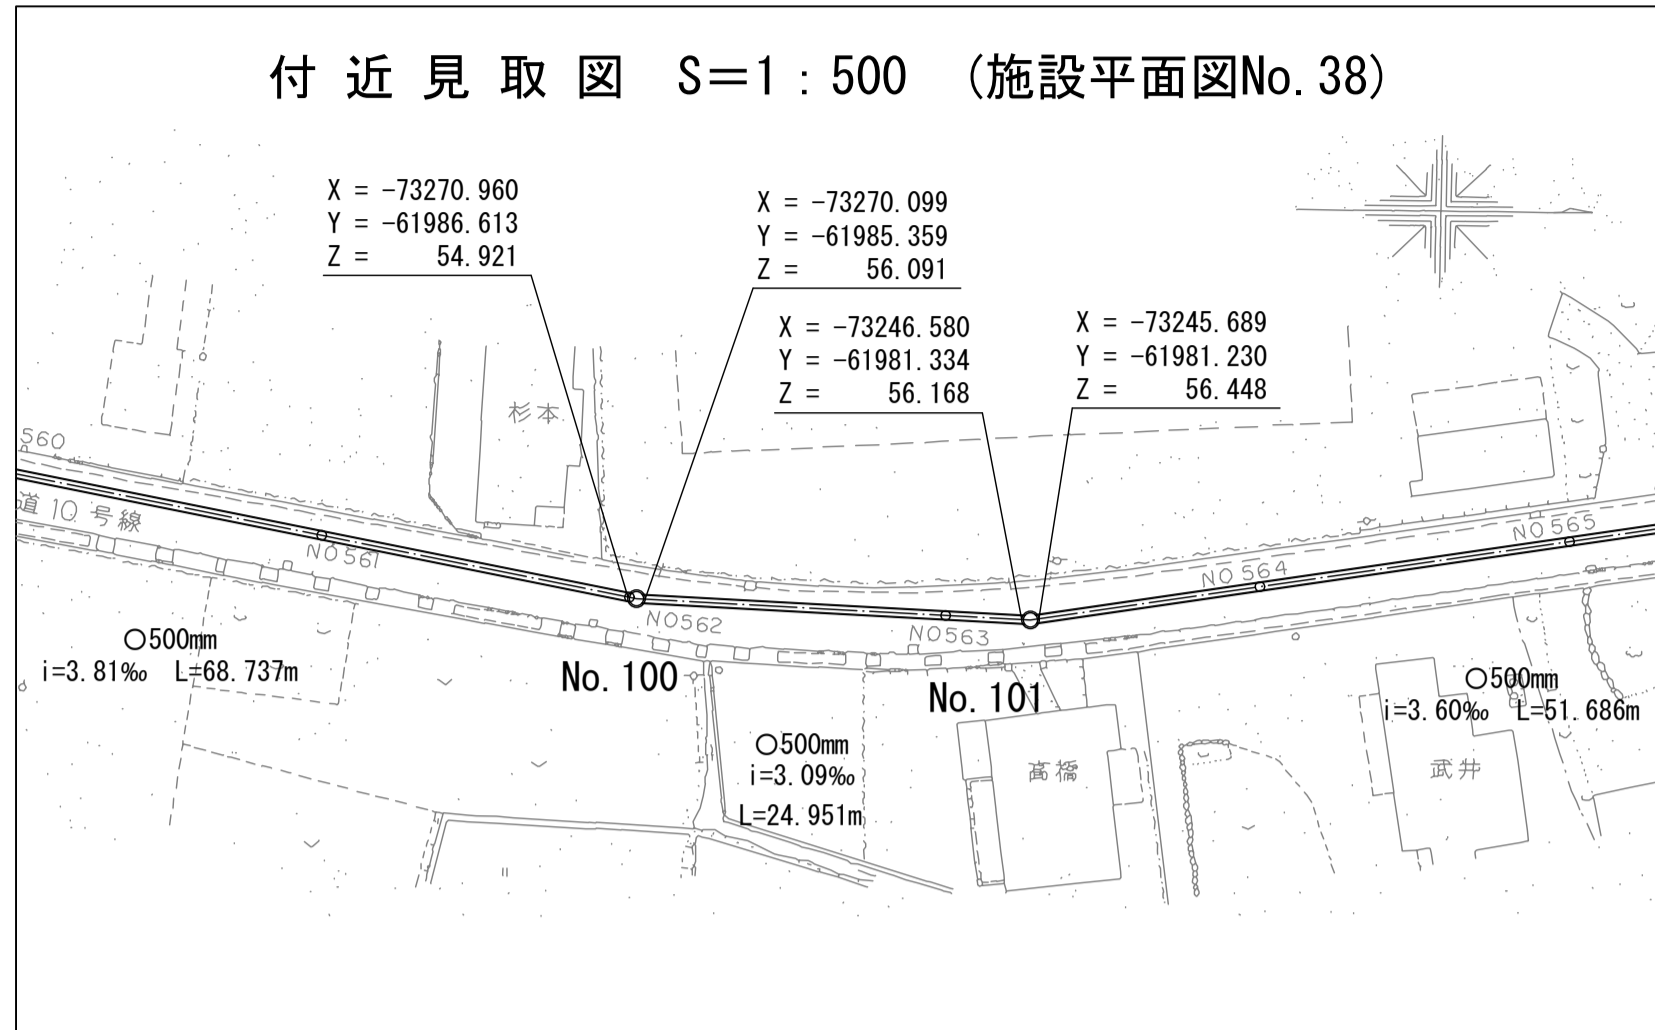 付近見取図 S=1:500 (施設平面図No.38)
X = -73270.960
Y = -61986.613
Z = 54.921
X = -73270.099
Y = -61985.359
Z = 56.091
X = -73246.580
Y = -61981.334
Z = 56.168
X = -73245.689
Y = -61981.230
Z = 56.448
杉本
560
道10号線
NO561
NO562
NO563
NO564
NO565
○500mm
i=3.81‰ L=68.737m
No.100
No.101
○500mm
i=3.09‰
L=24.951m
○500mm
i=3.60‰ L=51.686m
高橋
武井